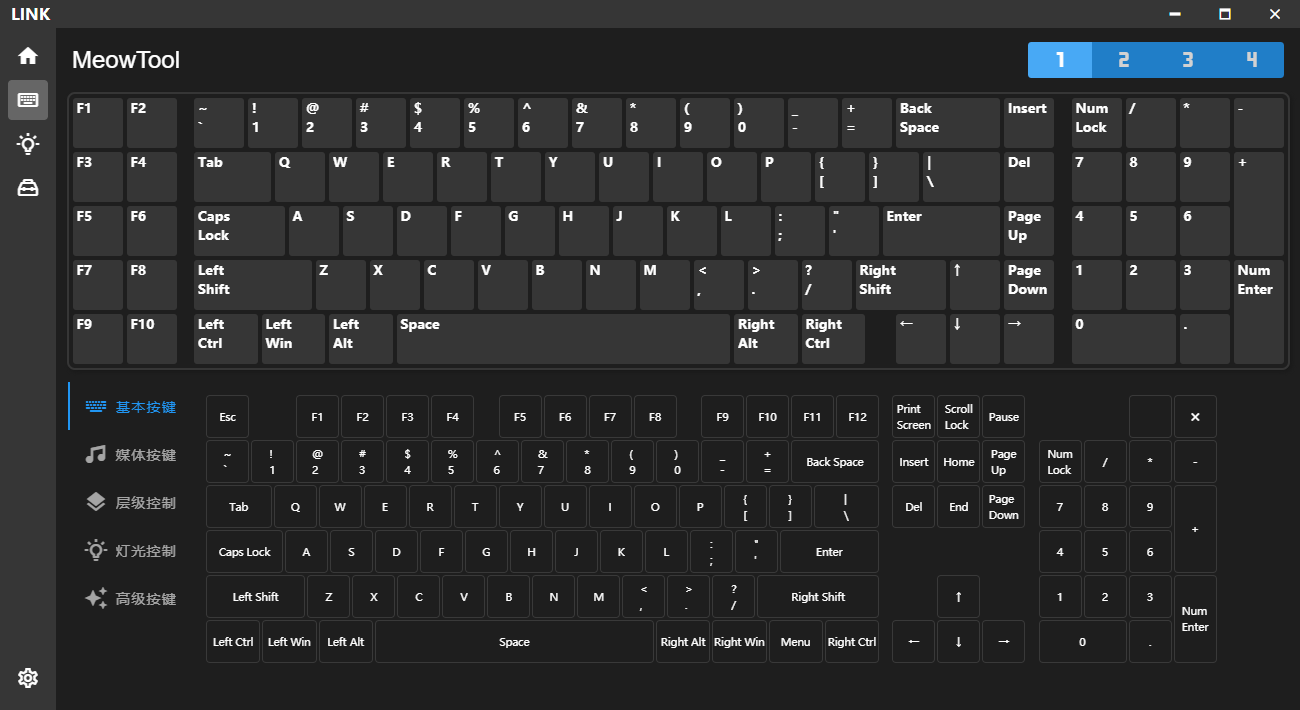 LINK
MeowTool
1 2 3 4
F1 F2 ~ ! @ # $ % ^ & * ( ) _ + Back Insert Num / * -
` 1 2 3 4 5 6 7 8 9 0 - = Space Lock
F3 F4 Tab Q W E R T Y U I O P { } | Del 7 8 9 +
[ ] \
F5 F6 Caps A S D F G H J K L : " Enter Page 4 5 6
Lock ; ' Up
F7 F8 Left Z X C V B N M < > ? Right ↑ Page 1 2 3 Num
Shift , . / Shift Down Enter
F9 F10 Left Left Left Space Right Right ← ↓ → 0 .
Ctrl Win Alt Alt Ctrl
基本按键
媒体按键
层级控制
灯光控制
高级按键
Esc F1 F2 F3 F4 F5 F6 F7 F8 F9 F10 F11 F12 Print Scroll Pause ×
Screen Lock
~ ! @ # $ % ^ & * ( ) _ + Back Space Insert Home Page Num / * -
` 1 2 3 4 5 6 7 8 9 0 - = Up Lock
Tab Q W E R T Y U I O P { } | Del End Page 7 8 9 +
[ ] \ Down
Caps Lock A S D F G H J K L : " Enter 4 5 6
; '
Left Shift Z X C V B N M < > ? Right Shift ↑ 1 2 3 Num
, . / Enter
Left Ctrl Left Win Left Alt Space Right Alt Right Win Menu Right Ctrl ← ↓ → 0 .